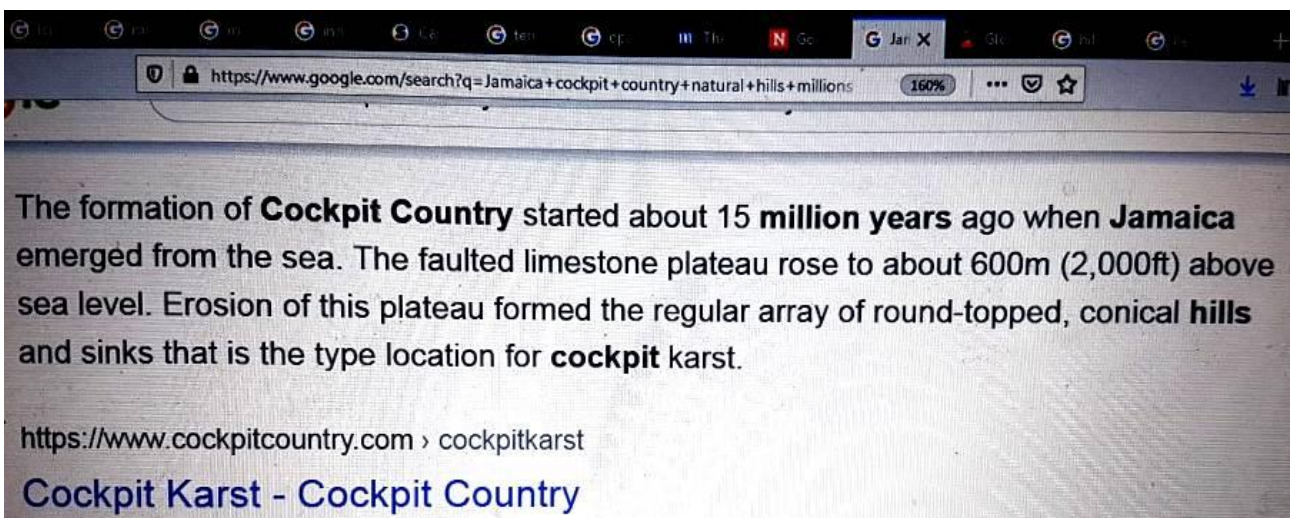 Jan
https://www.google.com/search?q=Jamaica+cockpit+country+natural+hills+millions 160%
The formation of Cockpit Country started about 15 million years ago when Jamaica
emerged from the sea. The faulted limestone plateau rose to about 600m (2,000ft) above
sea level. Erosion of this plateau formed the regular array of round-topped, conical hills
and sinks that is the type location for cockpit karst.
https://www.cockpitcountry.com › cockpitkarst
Cockpit Karst - Cockpit Country